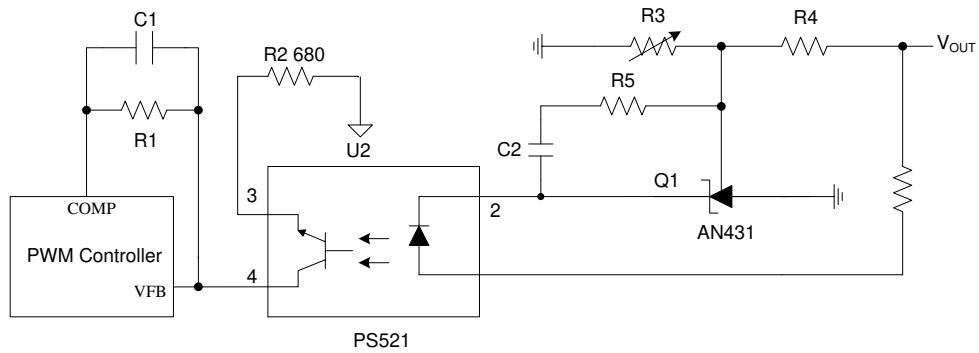 C1
R3
R4
VOUT
R2 680
R5
R1
C2
U2
Q1
3
2
COMP
AN431
PWM Controller
4
VFB
PS521